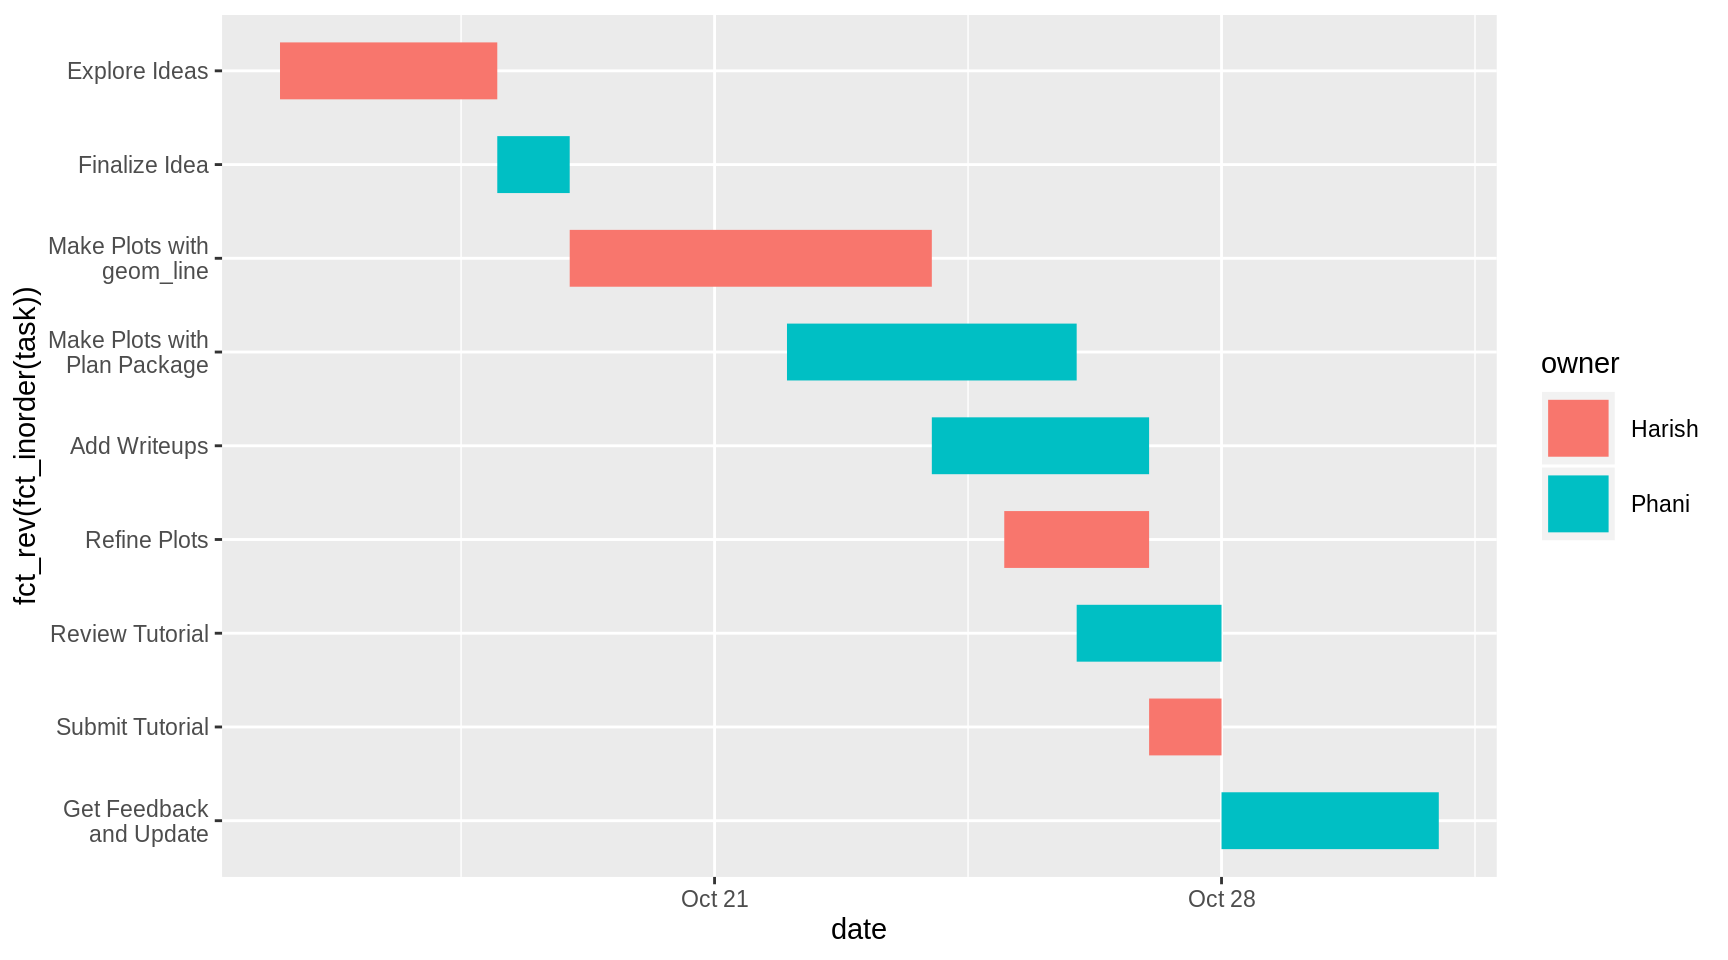 Explore Ideas
Finalize Idea
Make Plots with
geom_line
Make Plots with
Plan Package
Add Writeups
Refine Plots
Review Tutorial
Submit Tutorial
Get Feedback
and Update
fct_rev(fct_inorder(task))
Oct 21
Oct 28
date
owner
Harish
Phani